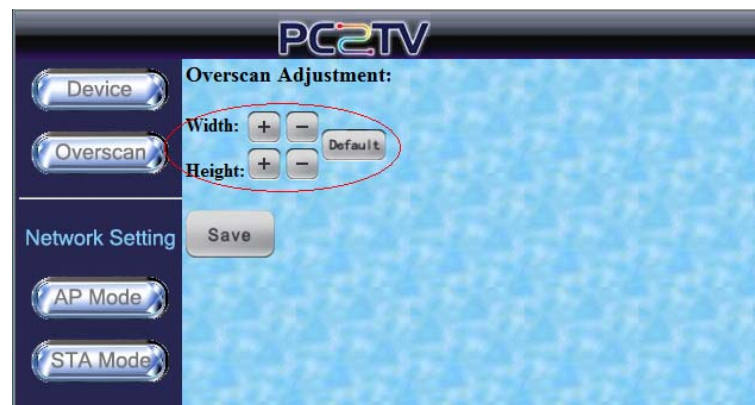 PC2TV
Device
Overscan
Network Setting
AP Mode
STA Mode
Overscan Adjustment:
Width: + −
Height: + −
Default
Save